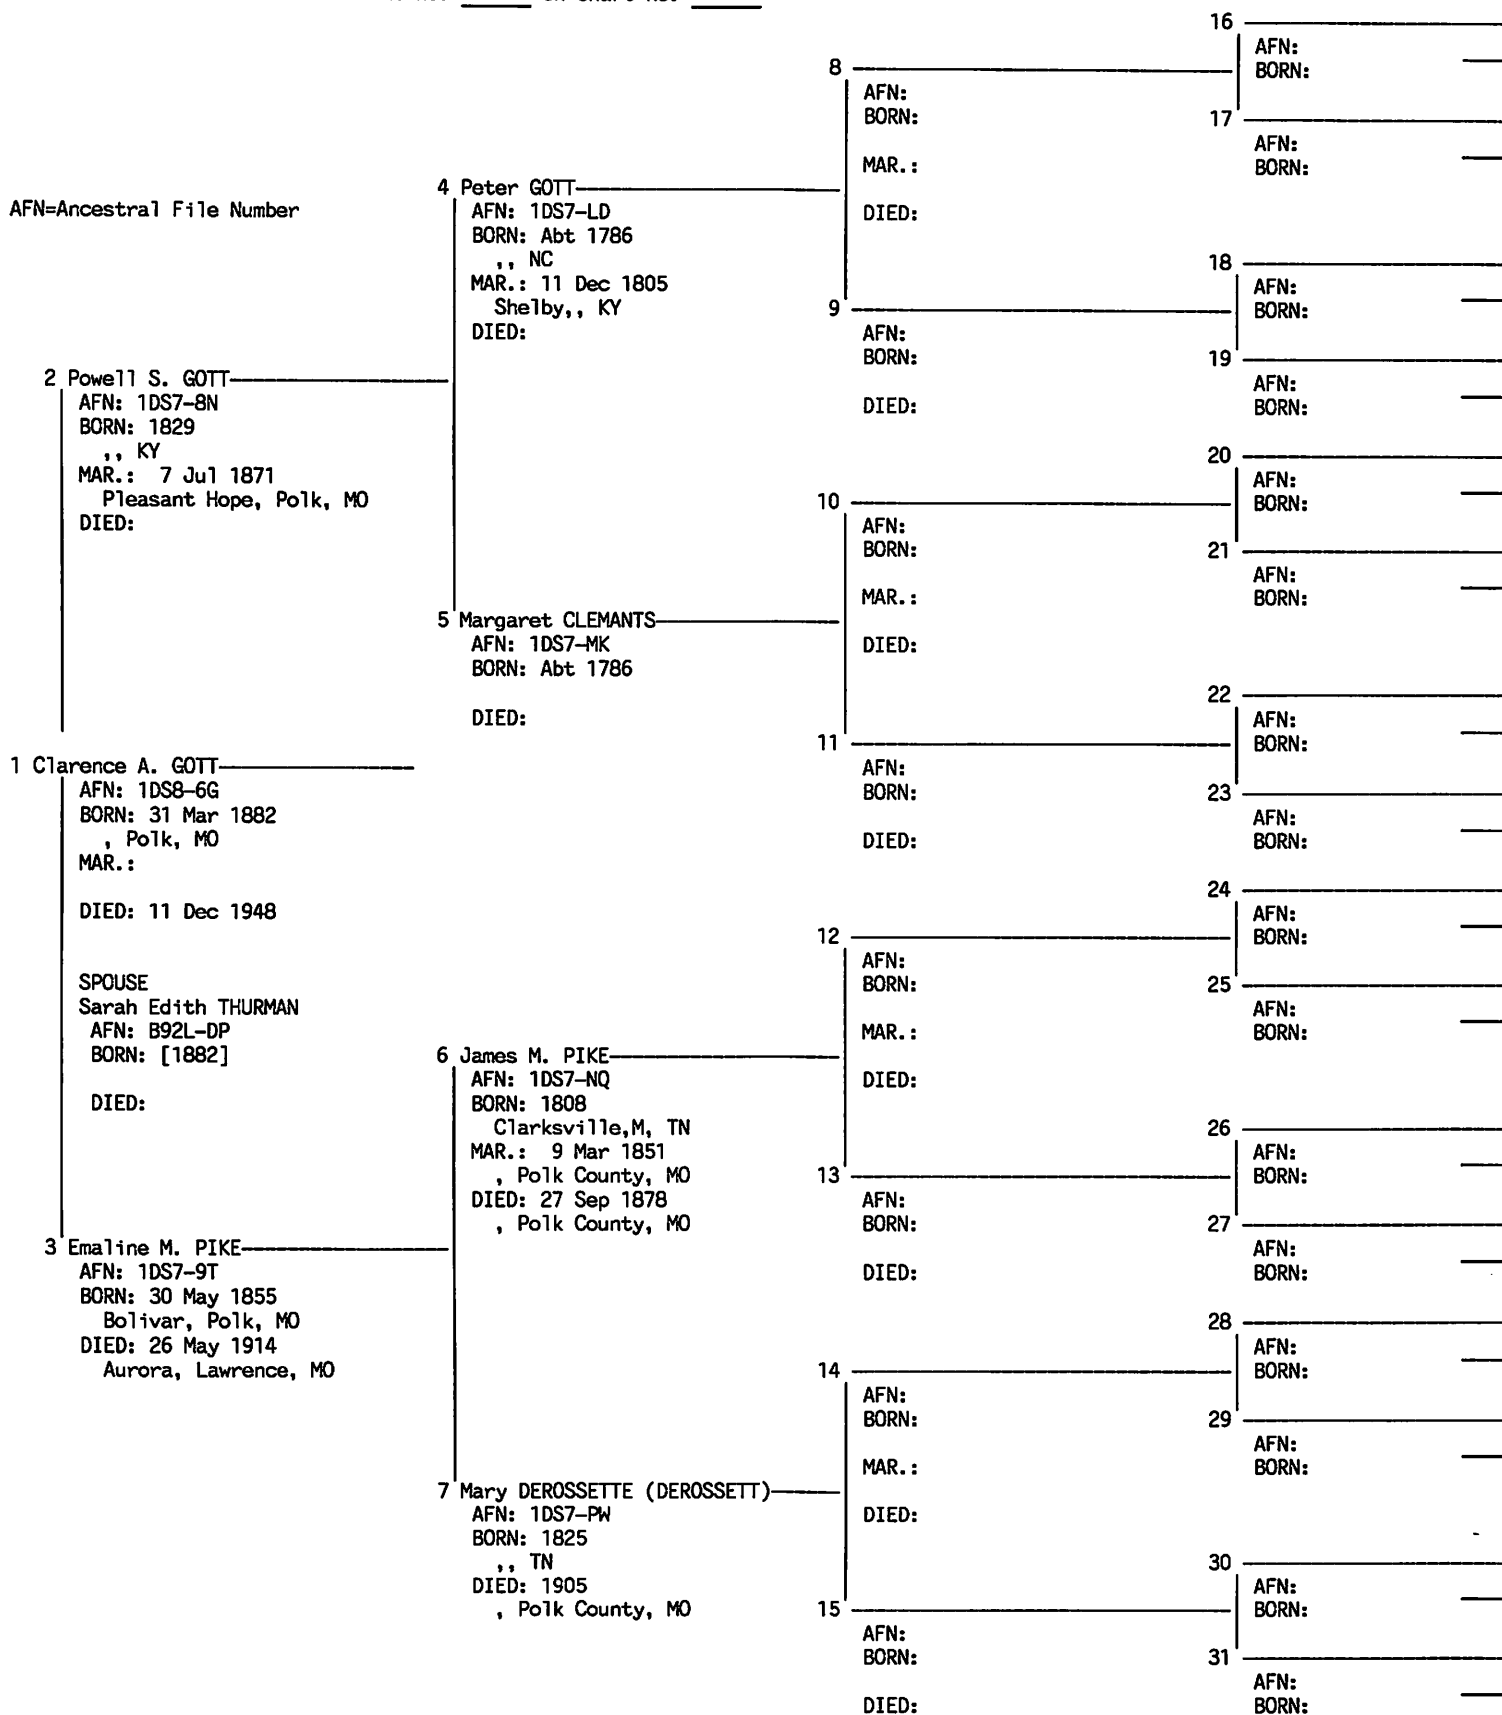 AFN=Ancestral File Number
2 Powell S. GOTT
AFN: 1DS7-8N
BORN: 1829
,, KY
MAR.: 7 Jul 1871
Pleasant Hope, Polk, MO
DIED:
1 Clarence A. GOTT
AFN: 1DS8-6G
BORN: 31 Mar 1882
, Polk, MO
MAR.:
DIED: 11 Dec 1948
SPOUSE
Sarah Edith THURMAN
AFN: B92L-DP
BORN: [1882]
DIED:
3 Emaline M. PIKE
AFN: 1DS7-9T
BORN: 30 May 1855
Bolivar, Polk, MO
DIED: 26 May 1914
Aurora, Lawrence, MO
4 Peter GOTT
AFN: 1DS7-LD
BORN: Abt 1786
,, NC
MAR.: 11 Dec 1805
Shelby,, KY
DIED:
5 Margaret CLEMANTS
AFN: 1DS7-MK
BORN: Abt 1786
DIED:
6 James M. PIKE
AFN: 1DS7-NQ
BORN: 1808
Clarksville,M, TN
MAR.: 9 Mar 1851
, Polk County, MO
DIED: 27 Sep 1878
, Polk County, MO
7 Mary DEROSSETTE (DEROSSETT)
AFN: 1DS7-PW
BORN: 1825
,, TN
DIED: 1905
, Polk County, MO
8
AFN:
BORN:
MAR.:
DIED:
9
AFN:
BORN:
DIED:
10
AFN:
BORN:
MAR.:
DIED:
11
AFN:
BORN:
DIED:
12
AFN:
BORN:
MAR.:
DIED:
13
AFN:
BORN:
DIED:
14
AFN:
BORN:
MAR.:
DIED:
15
AFN:
BORN:
DIED:
16
AFN:
BORN:
17
AFN:
BORN:
18
AFN:
BORN:
19
AFN:
BORN:
20
AFN:
BORN:
21
AFN:
BORN:
22
AFN:
BORN:
23
AFN:
BORN:
24
AFN:
BORN:
25
AFN:
BORN:
26
AFN:
BORN:
27
AFN:
BORN:
28
AFN:
BORN:
29
AFN:
BORN:
30
AFN:
BORN:
31
AFN:
BORN: